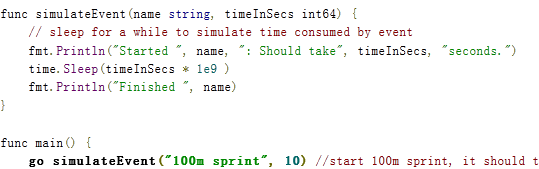 func simulateEvent(name string, timeInSecs int64) {
    // sleep for a while to simulate time consumed by event
    fmt.Println("Started ", name, ": Should take", timeInSecs, "seconds.")
    time.Sleep(timeInSecs * 1e9 )
    fmt.Println("Finished ", name)
}

func main() {
    go simulateEvent("100m sprint", 10) //start 100m sprint, it should t